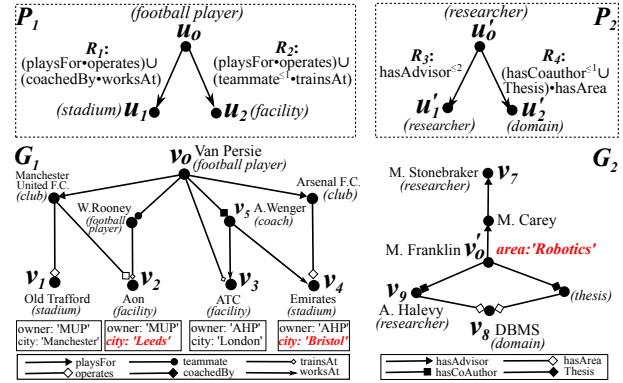 P1
(football player)
uo
R1:
(playsFor•operates)∪
(coachedBy•worksAt)
R2:
(playsFor•operates)∪
(teammate≤1•trainsAt)
(stadium) u1
u2 (facility)
P2
(researcher)
u'o
R3:
hasAdvisor≤2
R4:
(hasCoauthor≤1∪
Thesis)•hasArea
u'1
(researcher)
u'2
(domain)
G1
vo Van Persie
(football player)
Manchester
United F.C.
(club)
Arsenal F.C.
(club)
W.Rooney
(football
player)
v5 A.Wenger
(coach)
v1
v2
v3
v4
Old Trafford
(stadium)
Aon
(facility)
ATC
(facility)
Emirates
(stadium)
owner: 'MUP'
city: 'Manchester'
owner: 'MUP'
city: 'Leeds'
owner: 'AHP'
city:'London'
owner: 'AHP'
city: 'Bristol'
playsFor
teammate
trainsAt
operates
coachedBy
worksAt
G2
M. Stonebraker
(researcher)
v7
M. Carey
M. Franklin v'o area:'Robotics'
v9
A. Halevy
(researcher)
(thesis)
v8 DBMS
(domain)
hasAdvisor
hasArea
hasCoAuthor
Thesis